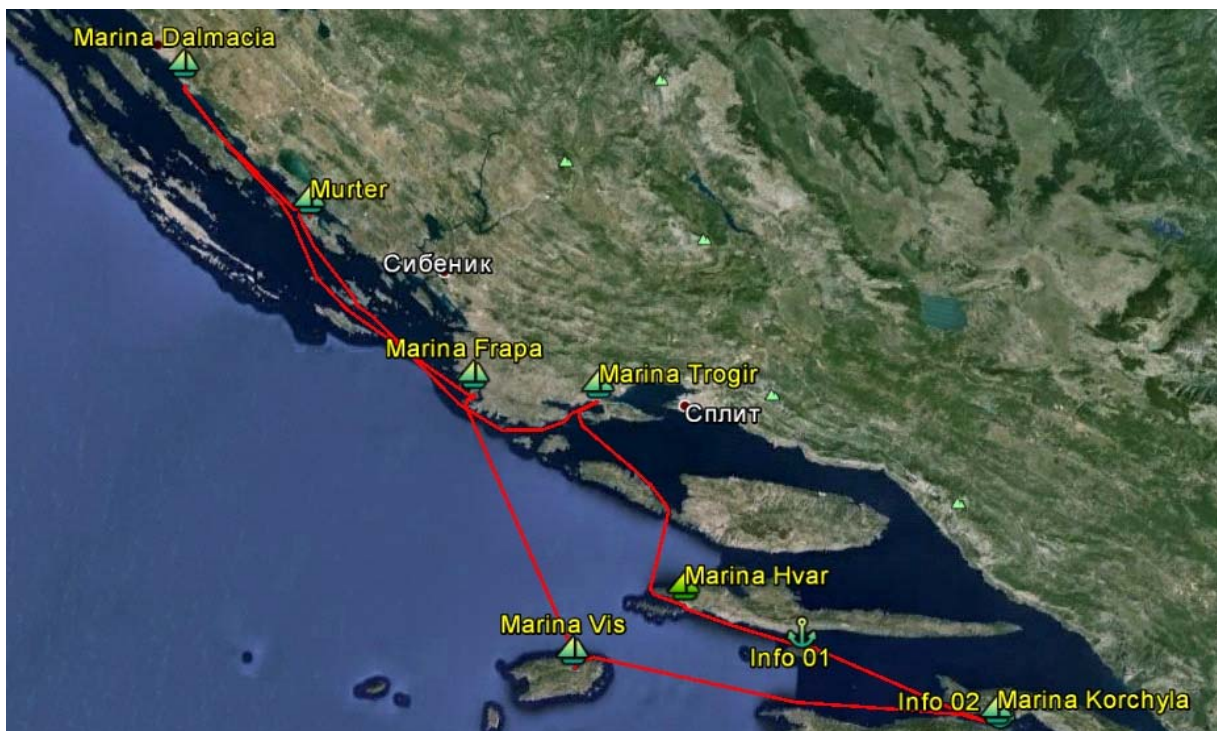 Marina Dalmacia
Murter
Сибеник
Marina Frapa
Marina Trogir
Сплит
Marina Hvar
Marina Vis
Info 01
Info 02
Marina Korchyla